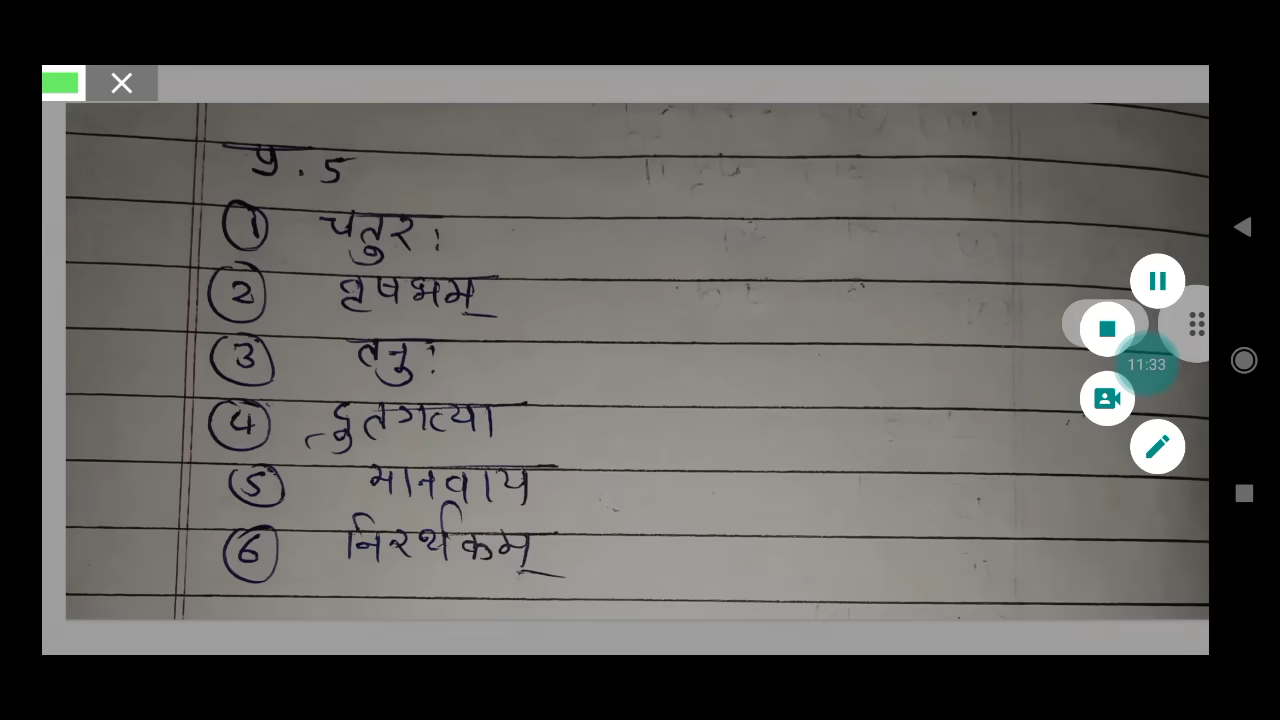 प्र. 5
① चतुरः
② वृषभम्
③ तनुः
④ द्रुतगत्या
⑤ मानवाय
⑥ निरर्थकम्
11:33